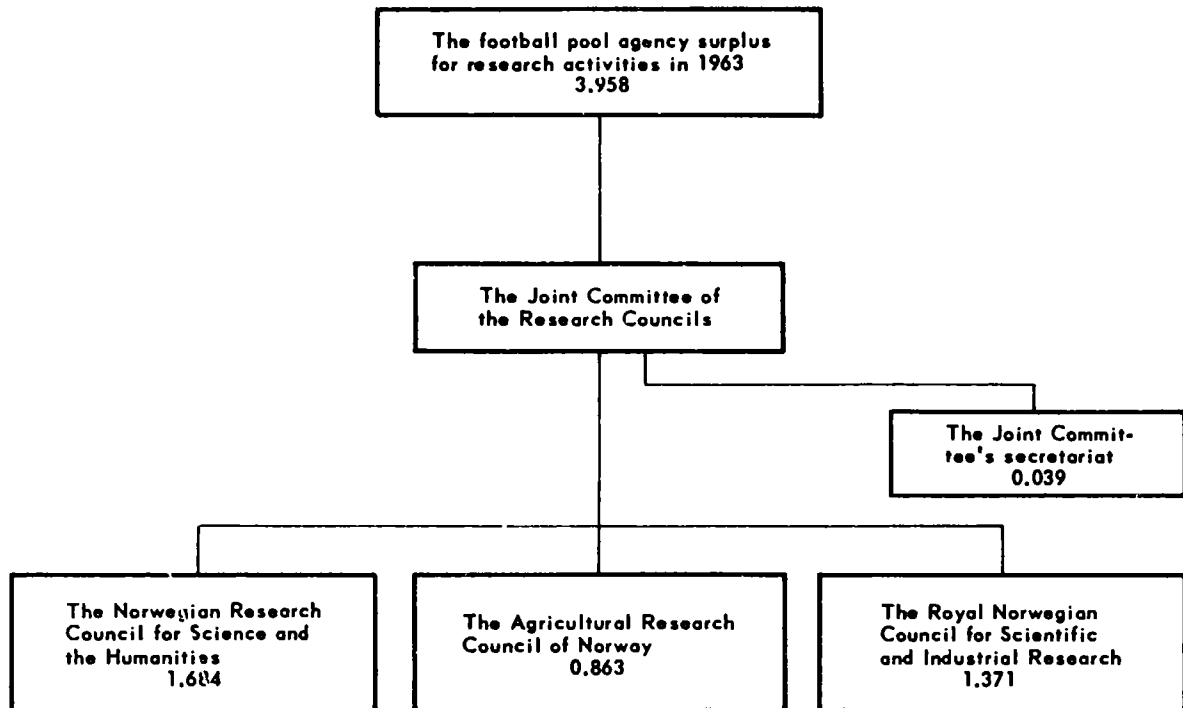 The football pool agency surplus
for research activities in 1963
3.958
The Joint Committee of
the Research Councils
The Joint Commit-
tee's secretariat
0.039
The Norwegian Research
Council for Science and
the Humanities
1.684
The Agricultural Research
Council of Norway
0.863
The Royal Norwegian
Council for Scientific
and Industrial Research
1.371